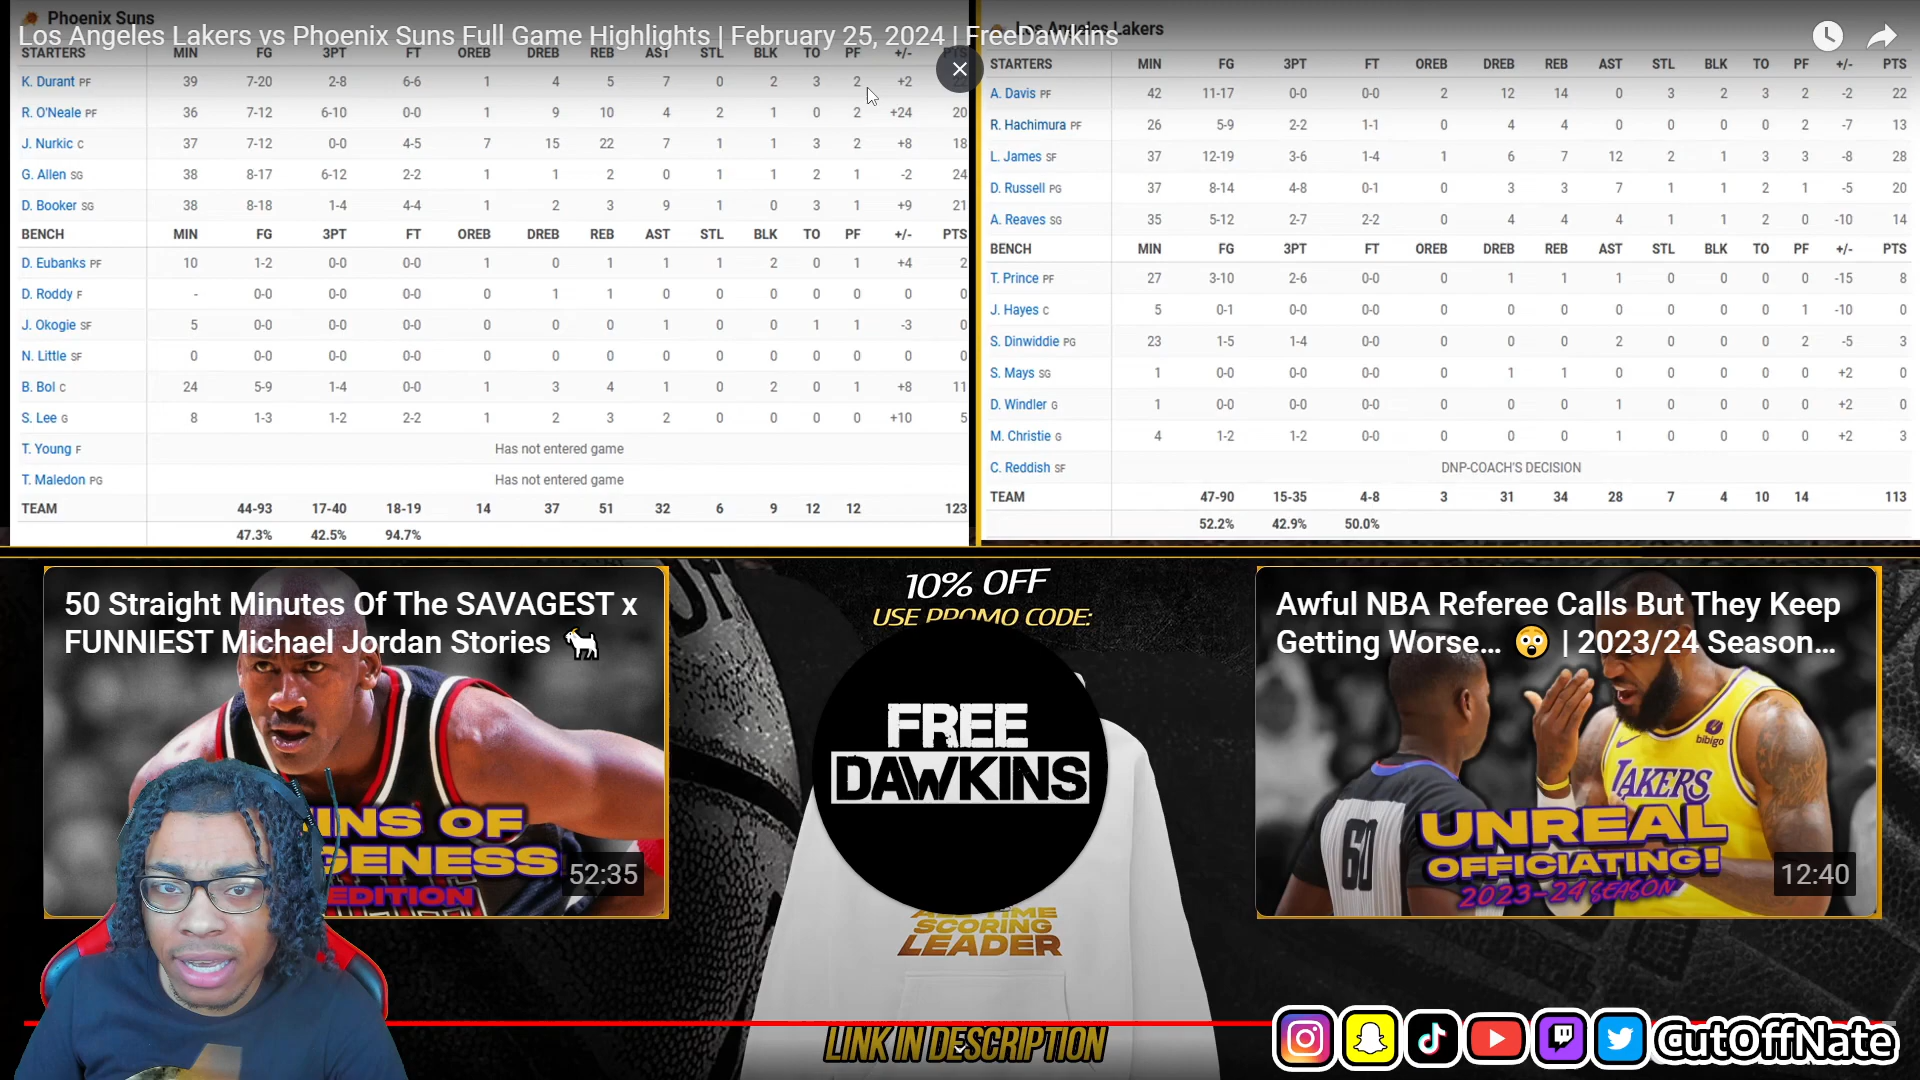 Phoenix Suns
Los Angeles Lakers
Los Angeles Lakers vs Phoenix Suns Full Game Highlights | February 25, 2024 | FreeDawkins
STARTERS MIN FG 3PT FT OREB DREB REB AST STL BLK TO PF +/- PTS
K. Durant PF 39 7-20 2-8 6-6 1 4 5 7 0 2 3 2 +2
R. O'Neale PF 36 7-12 6-10 0-0 1 9 10 4 2 1 0 2 +24 20
J. Nurkic C 37 7-12 0-0 4-5 7 15 22 7 1 1 3 2 +8 18
G. Allen SG 38 8-17 6-12 2-2 1 1 2 0 1 1 2 1 -2 24
D. Booker SG 38 8-18 1-4 4-4 1 2 3 9 1 0 3 1 +9 21
BENCH MIN FG 3PT FT OREB DREB REB AST STL BLK TO PF +/- PTS
D. Eubanks PF 10 1-2 0-0 0-0 1 0 1 1 1 2 0 1 +4 2
D. Roddy F - 0-0 0-0 0-0 0 1 1 0 0 0 0 0 0 0
J. Okogie SF 5 0-0 0-0 0-0 0 0 0 1 0 0 1 1 -3 0
N. Little SF 0 0-0 0-0 0-0 0 0 0 0 0 0 0 0 0 0
B. Bol C 24 5-9 1-4 0-0 1 3 4 1 0 2 0 1 +8 11
S. Lee G 8 1-3 1-2 2-2 1 2 3 2 0 0 0 0 +10 5
T. Young F Has not entered game
T. Maledon PG Has not entered game
TEAM 44-93 17-40 18-19 14 37 51 32 6 9 12 12 123
47.3% 42.5% 94.7%
STARTERS MIN FG 3PT FT OREB DREB REB AST STL BLK TO PF +/- PTS
A. Davis PF 42 11-17 0-0 0-0 2 12 14 0 3 2 3 2 -2 22
R. Hachimura PF 26 5-9 2-2 1-1 0 4 4 0 0 0 0 2 -7 13
L. James SF 37 12-19 3-6 1-4 1 6 7 12 2 1 3 3 -8 28
D. Russell PG 37 8-14 4-8 0-1 0 3 3 7 1 1 2 1 -5 20
A. Reaves SG 35 5-12 2-7 2-2 0 4 4 4 1 1 2 0 -10 14
BENCH MIN FG 3PT FT OREB DREB REB AST STL BLK TO PF +/- PTS
T. Prince PF 27 3-10 2-6 0-0 0 1 1 1 0 0 0 0 -15 8
J. Hayes C 5 0-1 0-0 0-0 0 0 0 0 0 0 0 1 -10 0
S. Dinwiddie PG 23 1-5 1-4 0-0 0 0 0 2 0 0 0 2 -5 3
S. Mays SG 1 0-0 0-0 0-0 0 1 1 0 0 0 0 0 +2 0
D. Windler G 1 0-0 0-0 0-0 0 0 0 1 0 0 0 0 +2 0
M. Christie G 4 1-2 1-2 0-0 0 0 0 1 0 0 0 0 +2 3
C. Reddish SF DNP-COACH'S DECISION
TEAM 47-90 15-35 4-8 3 31 34 28 7 4 10 14 113
52.2% 42.9% 50.0%
50 Straight Minutes Of The SAVAGEST x
FUNNIEST Michael Jordan Stories 🐐
INS OF
GENESS
EDITION
52:35
10% OFF
USE PROMO CODE:
FREE
DAWKINS
SCORING
LEADER
LINK IN DESCRIPTION
Awful NBA Referee Calls But They Keep
Getting Worse... 😲 | 2023/24 Season...
bibigo
LAKERS
60
UNREAL
OFFICIATING!
2023-24 SEASON
12:40
@CutOffNate